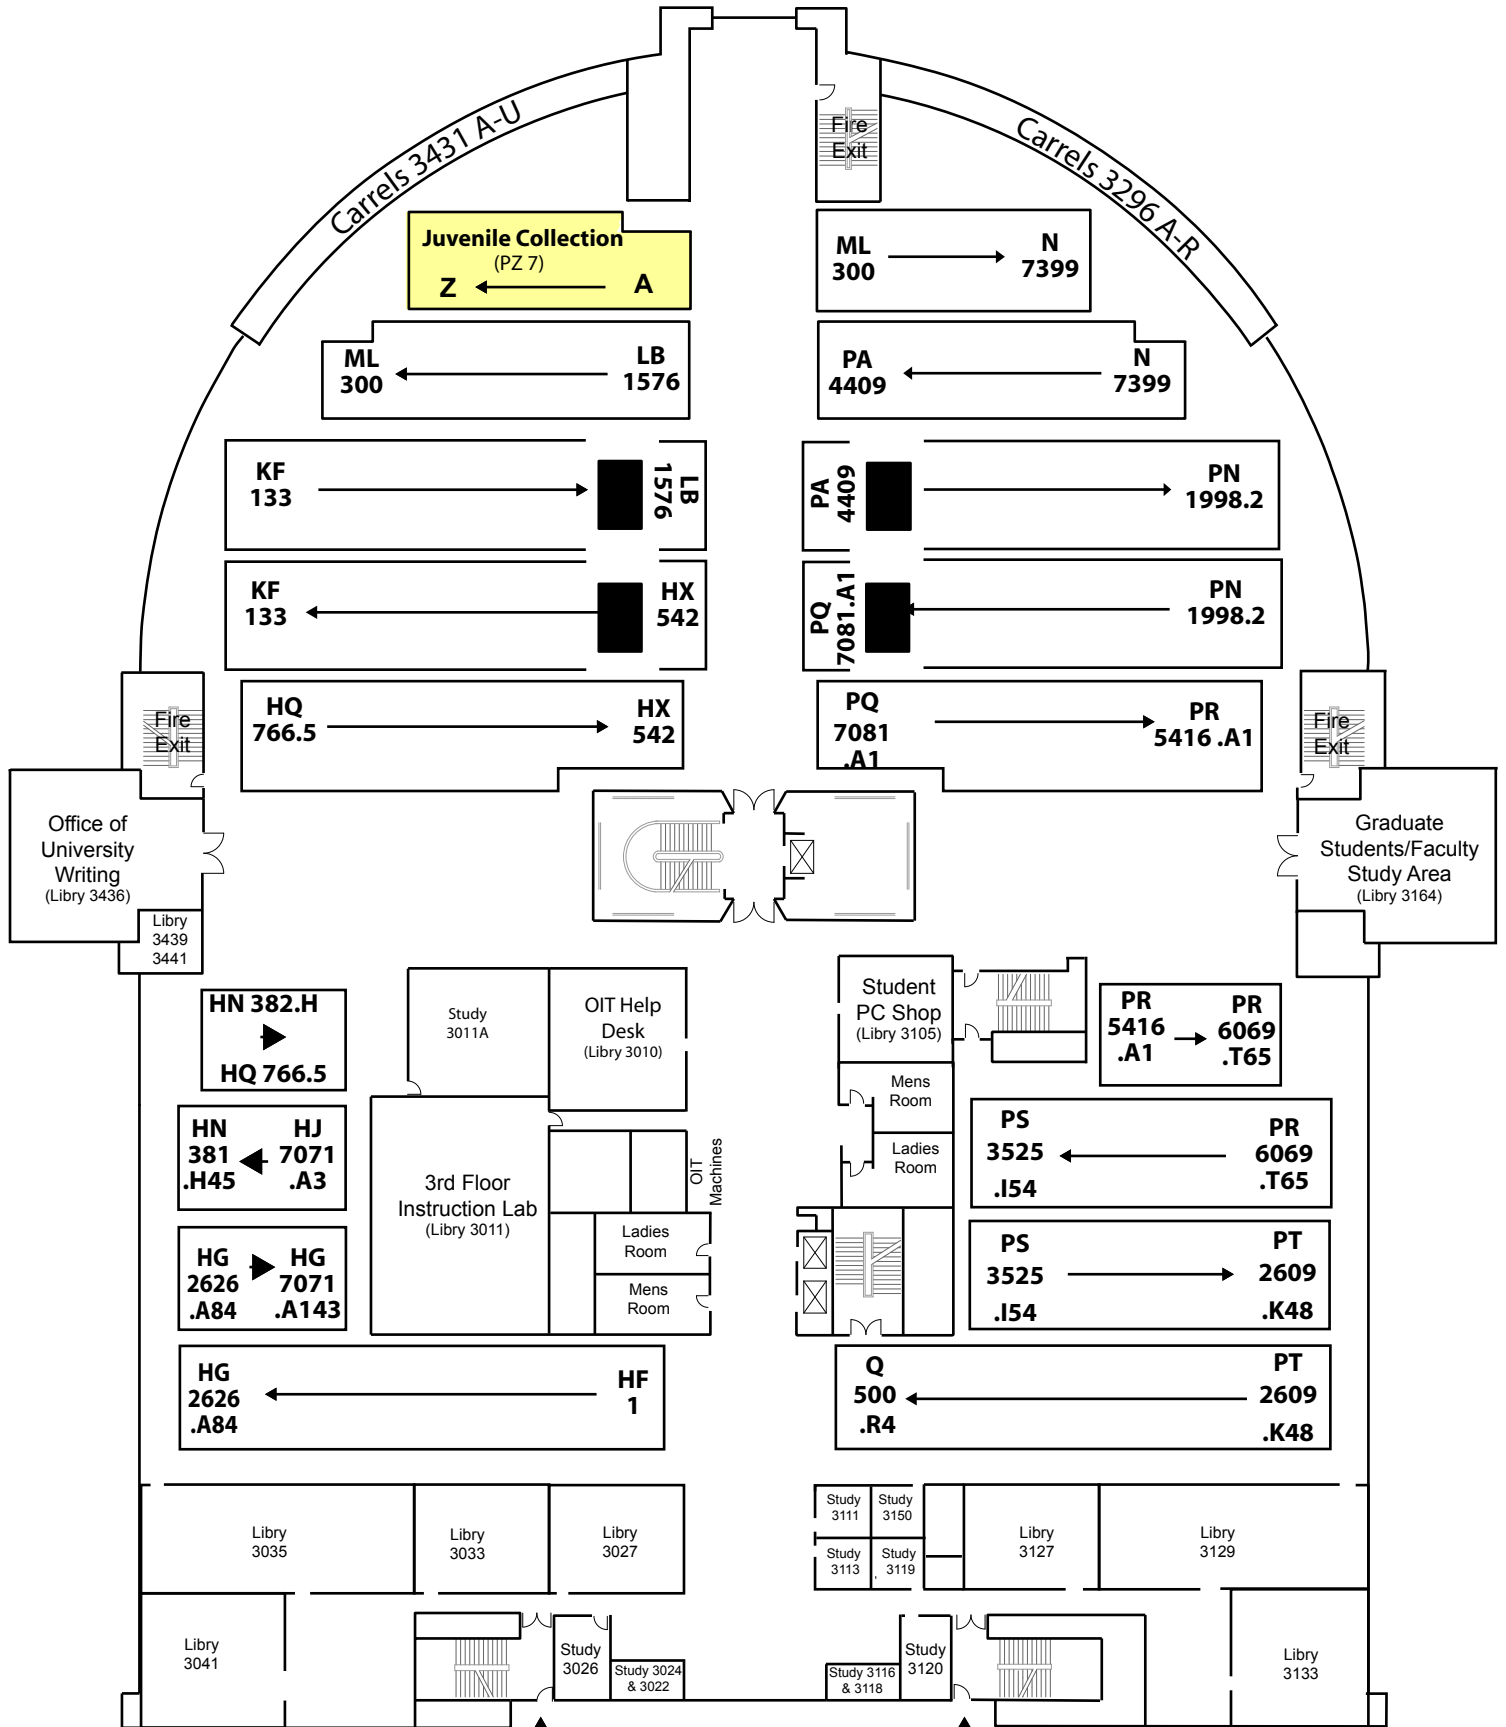 Carrels 3431 A-U
Carrels 3296 A-R
Fire
Exit
Juvenile Collection
(PZ 7)
Z
A
ML
300
N
7399
ML
300
LB
1576
PA
4409
N
7399
KF
133
LB
1576
PA
4409
PN
1998.2
KF
133
HX
542
PQ
7081.A1
PN
1998.2
HQ
766.5
HX
542
PQ
7081
.A1
PR
5416 .A1
Fire
Exit
Fire
Exit
Office of
University
Writing
(Libry 3436)
Libry
3439
3441
Graduate
Students/Faculty
Study Area
(Libry 3164)
HN 382.H
HQ 766.5
Study
3011A
OIT Help
Desk
(Libry 3010)
Student
PC Shop
(Libry 3105)
PR
5416
.A1
PR
6069
.T65
Mens
Room
Ladies
Room
HN
381
.H45
HJ
7071
.A3
3rd Floor
Instruction Lab
(Libry 3011)
OIT
Machines
PS
3525
.I54
PR
6069
.T65
Ladies
Room
Mens
Room
HG
2626
.A84
HG
7071
.A143
PS
3525
.I54
PT
2609
.K48
HG
2626
.A84
HF
1
Q
500
.R4
PT
2609
.K48
Libry
3035
Libry
3033
Libry
3027
Study
3111
Study
3150
Study
3113
Study
3119
Libry
3127
Libry
3129
Libry
3041
Study
3026
Study 3024
& 3022
Study 3116
& 3118
Study
3120
Libry
3133